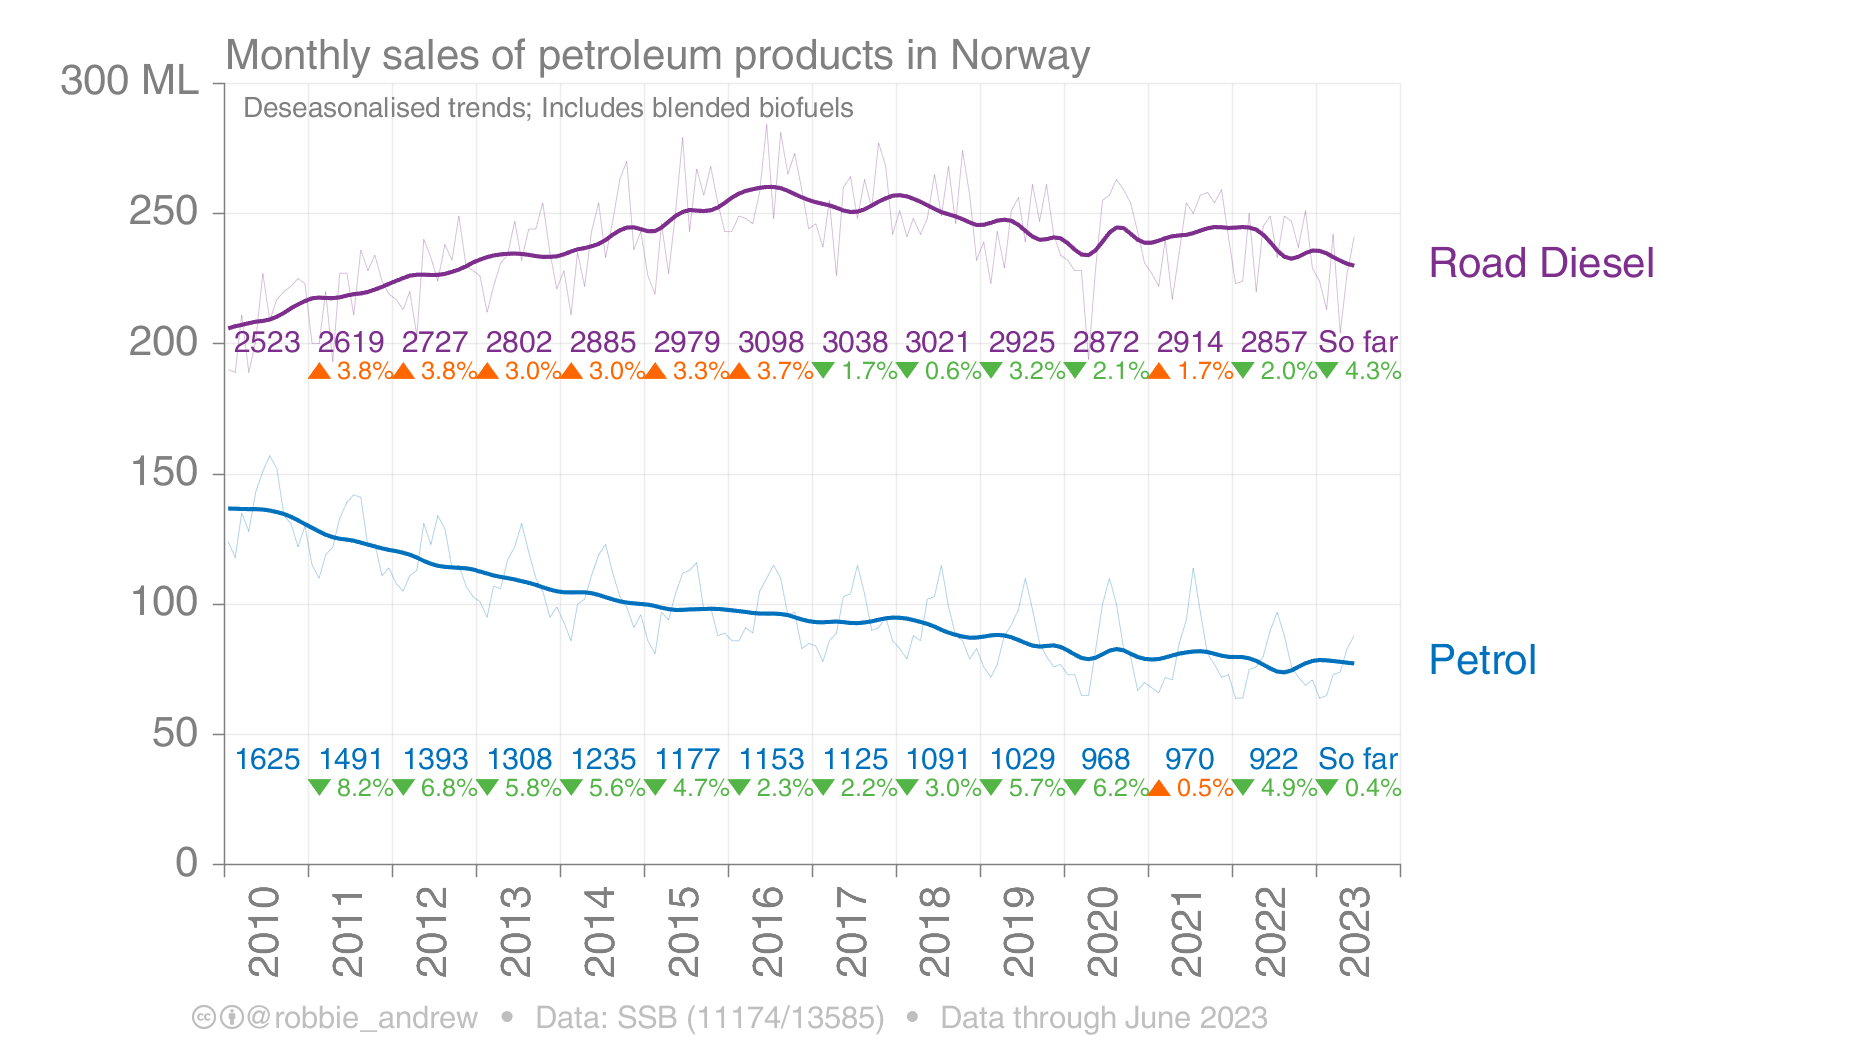 Monthly sales of petroleum products in Norway
300 ML
Deseasonalised trends; Includes blended biofuels
250
Road Diesel
200
2523 2619 2727 2802 2885 2979 3098 3038 3021 2925 2872 2914 2857 So far
▲ 3.8% ▲ 3.8% ▲ 3.0% ▲ 3.0% ▲ 3.3% ▲ 3.7% ▼ 1.7% ▼ 0.6% ▼ 3.2% ▼ 2.1% ▲ 1.7% ▼ 2.0% ▼ 4.3%
150
100
Petrol
50
1625 1491 1393 1308 1235 1177 1153 1125 1091 1029 968 970 922 So far
▼ 8.2% ▼ 6.8% ▼ 5.8% ▼ 5.6% ▼ 4.7% ▼ 2.3% ▼ 2.2% ▼ 3.0% ▼ 5.7% ▼ 6.2% ▲ 0.5% ▼ 4.9% ▼ 0.4%
0
2010 2011 2012 2013 2014 2015 2016 2017 2018 2019 2020 2021 2022 2023
cc @robbie_andrew • Data: SSB (11174/13585) • Data through June 2023